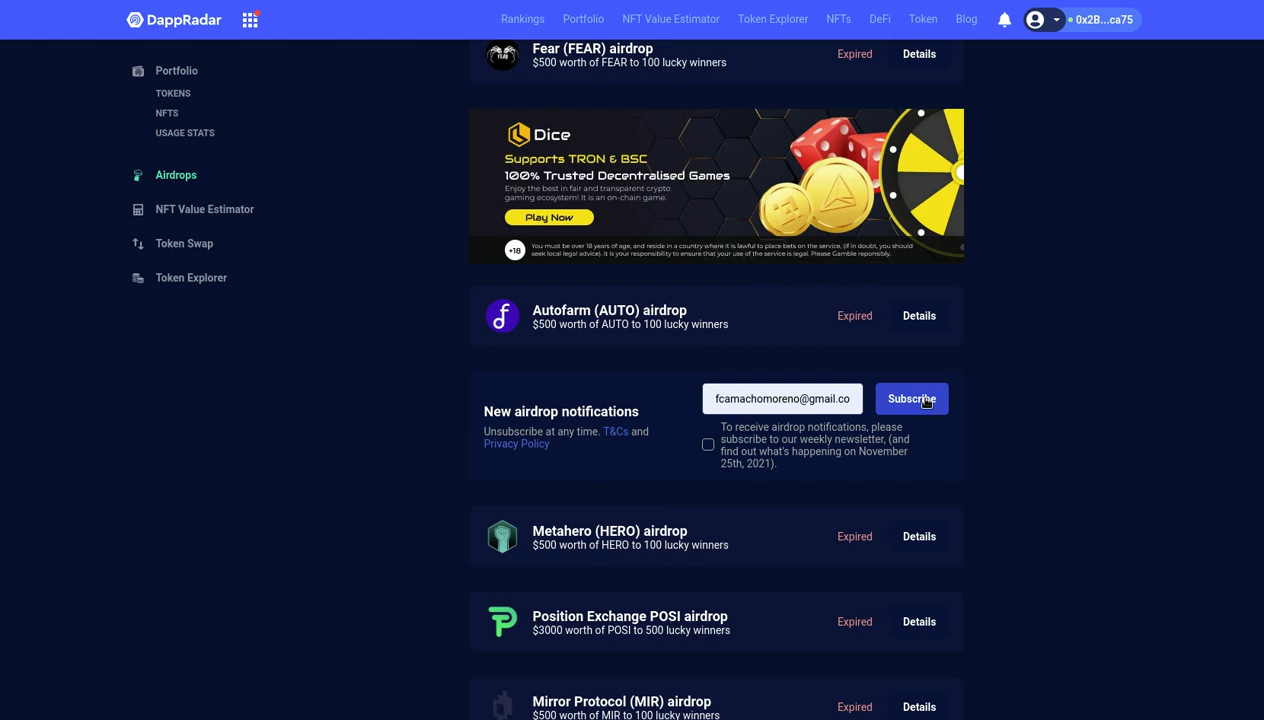 DappRadar
Rankings
Portfolio
NFT Value Estimator
Token Explorer
NFTs
DeFi
Token
Blog
0x2B...ca75
Portfolio
TOKENS
NFTS
USAGE STATS
Airdrops
NFT Value Estimator
Token Swap
Token Explorer
Fear (FEAR) airdrop
$500 worth of FEAR to 100 lucky winners
Expired
Details
Dice
Supports TRON & BSC
100% Trusted Decentralised Games
Enjoy the best in fair and transparent crypto
gaming ecosystem! It is an on-chain game.
Play Now
+18
You must be over 18 years of age, and reside in a country where it is lawful to place bets on the service, (if in doubt, you should
seek local legal advice). it is your responsibility to ensure that your use of the service is legal. Please Gamble reponsibly.
Autofarm (AUTO) airdrop
$500 worth of AUTO to 100 lucky winners
Expired
Details
New airdrop notifications
Unsubscribe at any time. T&Cs and
Privacy Policy
fcamachomoreno@gmail.co
Subscribe
To receive airdrop notifications, please
subscribe to our weekly newsletter, (and
find out what's happening on November
25th, 2021).
Metahero (HERO) airdrop
$500 worth of HERO to 100 lucky winners
Expired
Details
Position Exchange POSI airdrop
$3000 worth of POSI to 500 lucky winners
Expired
Details
Mirror Protocol (MIR) airdrop
$500 worth of MIR to 100 lucky winners
Expired
Details